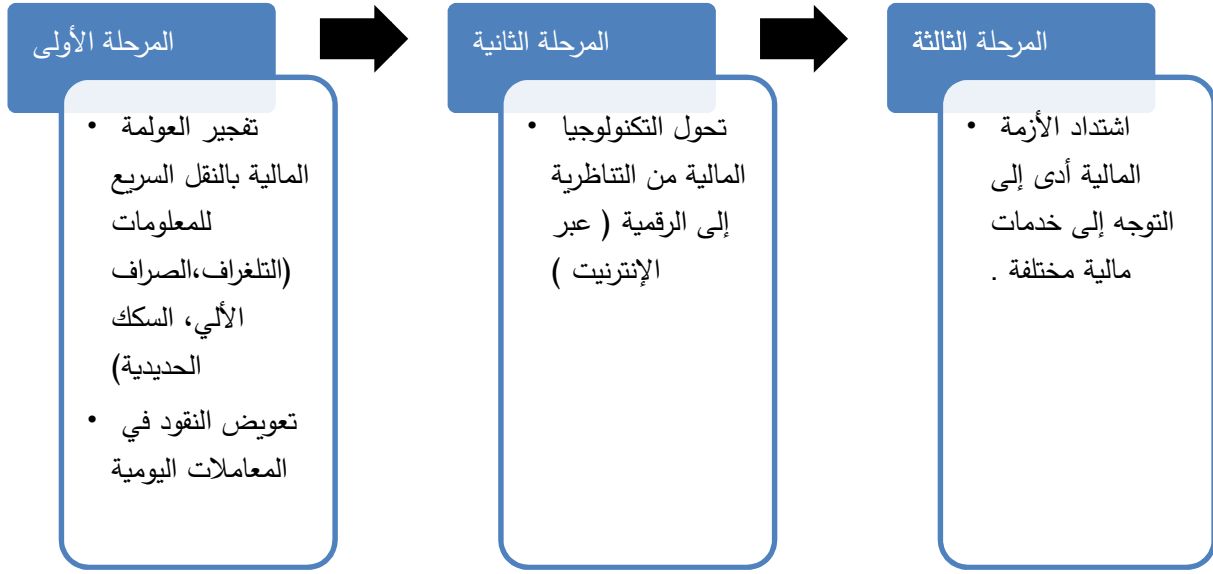 المرحلة الأولى
• تفجير العولمة
المالية بالنقل السريع
للمعلومات
(التلغراف،الصراف
الألي، السكك
الحديدية)
• تعويض النقود في
المعاملات اليومية
المرحلة الثانية
• تحول التكنولوجيا
المالية من التناظرية
إلى الرقمية ( عبر
الإنترنيت )
المرحلة الثالثة
• اشتداد الأزمة
المالية أدى إلى
التوجه إلى خدمات
مالية مختلفة .